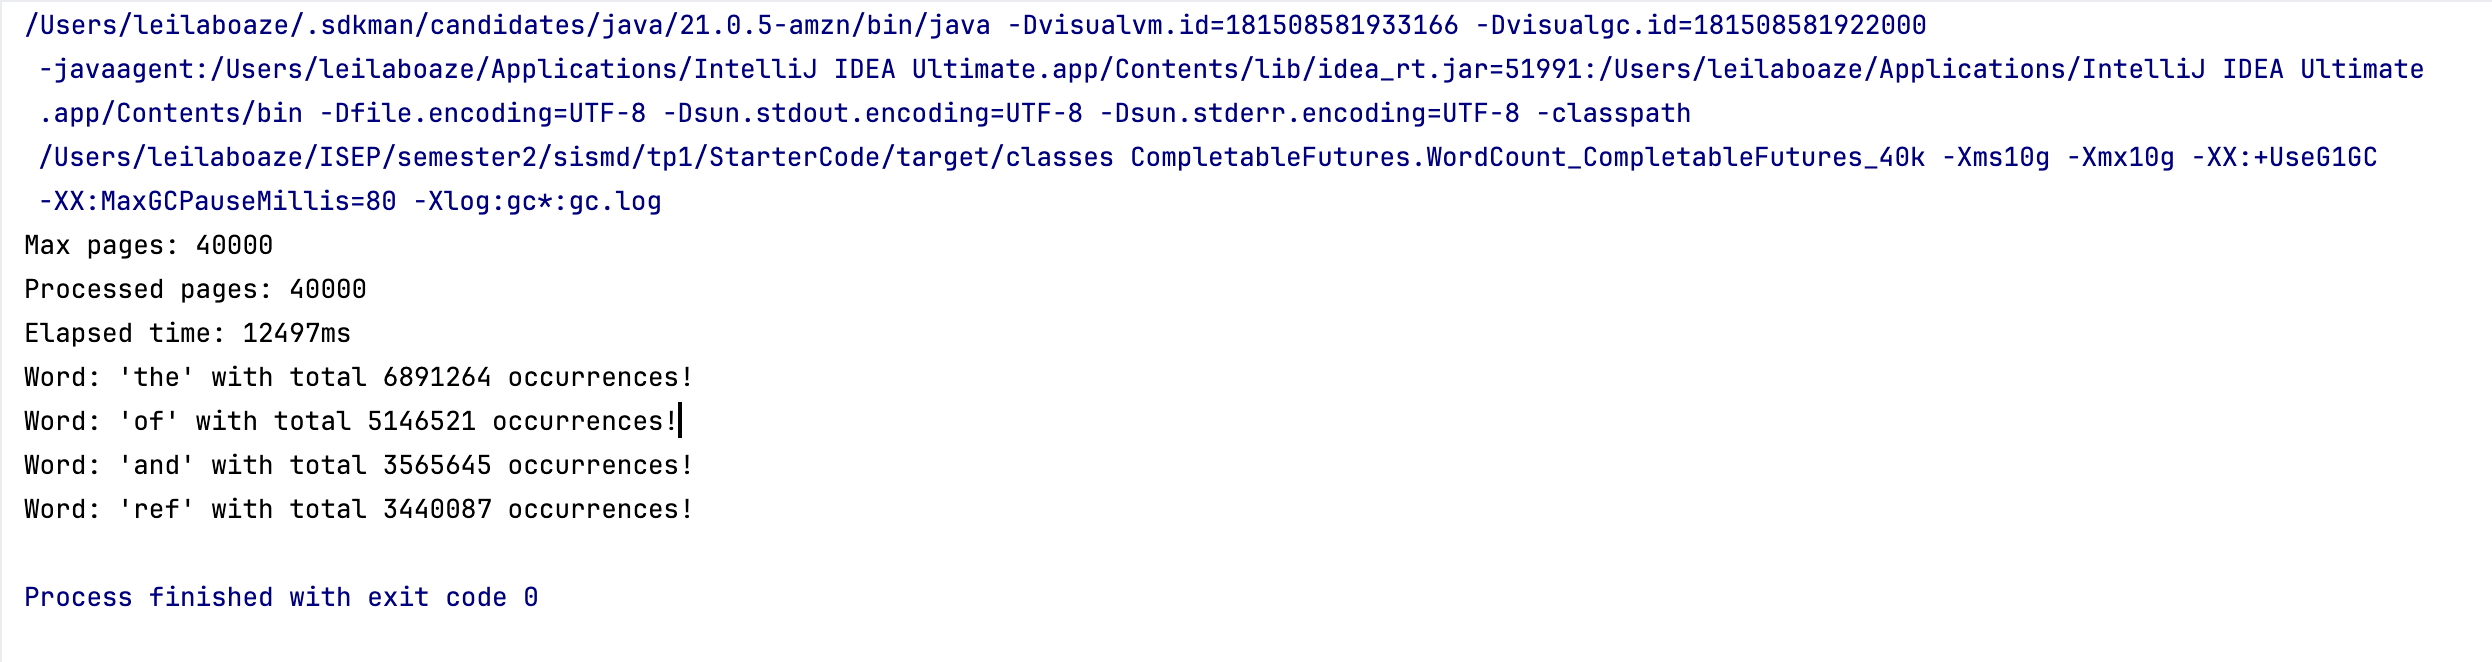 /Users/leilaboaze/.sdkman/candidates/java/21.0.5-amzn/bin/java -Dvisualvm.id=181508581933166 -Dvisualgc.id=181508581922000
-javaagent:/Users/leilaboaze/Applications/IntelliJ IDEA Ultimate.app/Contents/lib/idea_rt.jar=51991:/Users/leilaboaze/Applications/IntelliJ IDEA Ultimate
.app/Contents/bin -Dfile.encoding=UTF-8 -Dsun.stdout.encoding=UTF-8 -Dsun.stderr.encoding=UTF-8 -classpath
/Users/leilaboaze/ISEP/semester2/sismd/tp1/StarterCode/target/classes CompletableFutures.WordCount_CompletableFutures_40k -Xms10g -Xmx10g -XX:+UseG1GC
-XX:MaxGCPauseMillis=80 -Xlog:gc*:gc.log
Max pages: 40000
Processed pages: 40000
Elapsed time: 12497ms
Word: 'the' with total 6891264 occurrences!
Word: 'of' with total 5146521 occurrences!
Word: 'and' with total 3565645 occurrences!
Word: 'ref' with total 3440087 occurrences!
Process finished with exit code 0